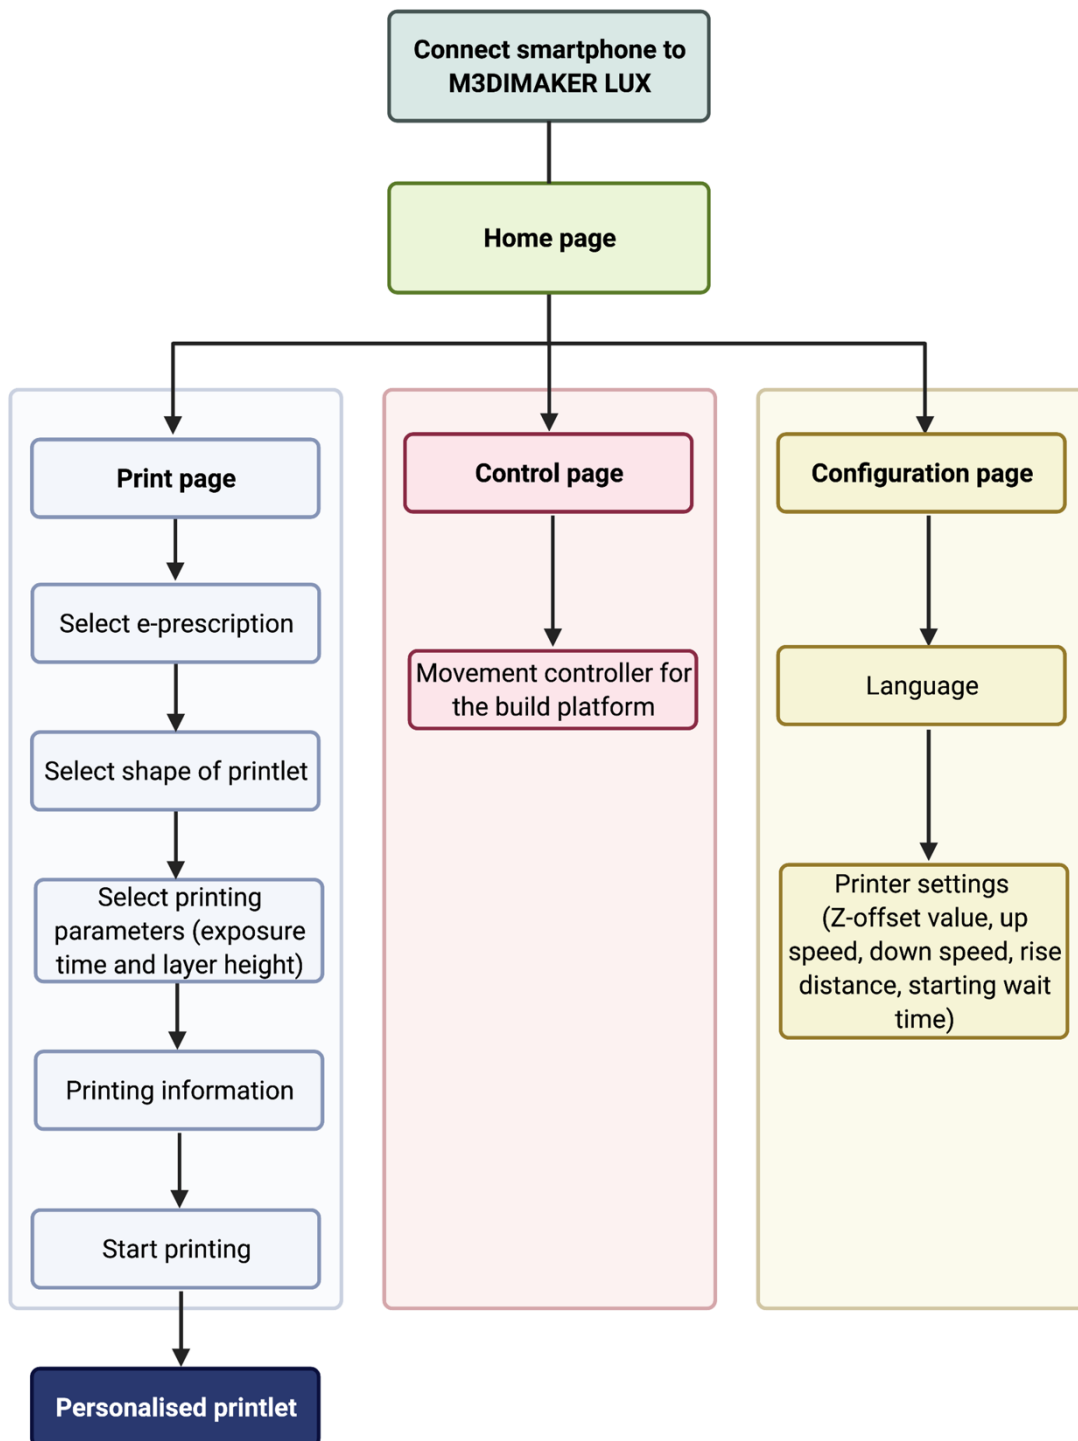 Connect smartphone to
M3DIMAKER LUX
Home page
Print page
Select e-prescription
Select shape of printlet
Select printing
parameters (exposure
time and layer height)
Printing information
Start printing
Personalised printlet
Control page
Movement controller for
the build platform
Configuration page
Language
Printer settings
(Z-offset value, up
speed, down speed, rise
distance, starting wait
time)